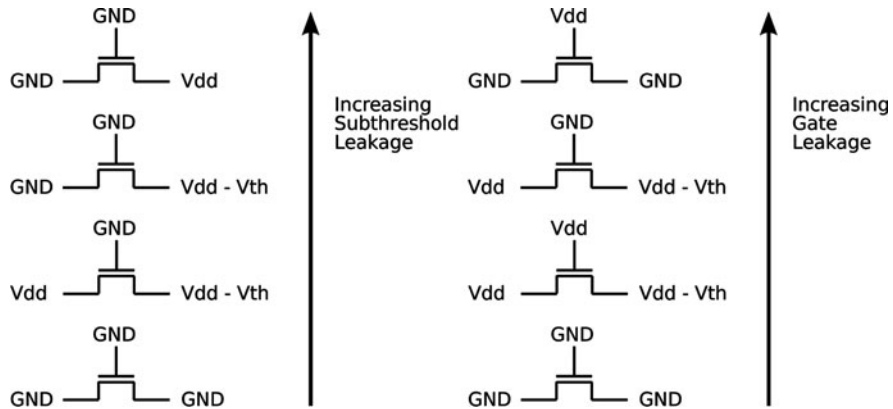 GND
Vdd
GND
Vdd
GND
GND
Increasing
Subthreshold
Leakage
Increasing
Gate
Leakage
GND
GND
GND
Vdd - Vth
Vdd
Vdd - Vth
GND
Vdd
Vdd
Vdd - Vth
Vdd
Vdd - Vth
GND
GND
GND
GND
GND
GND